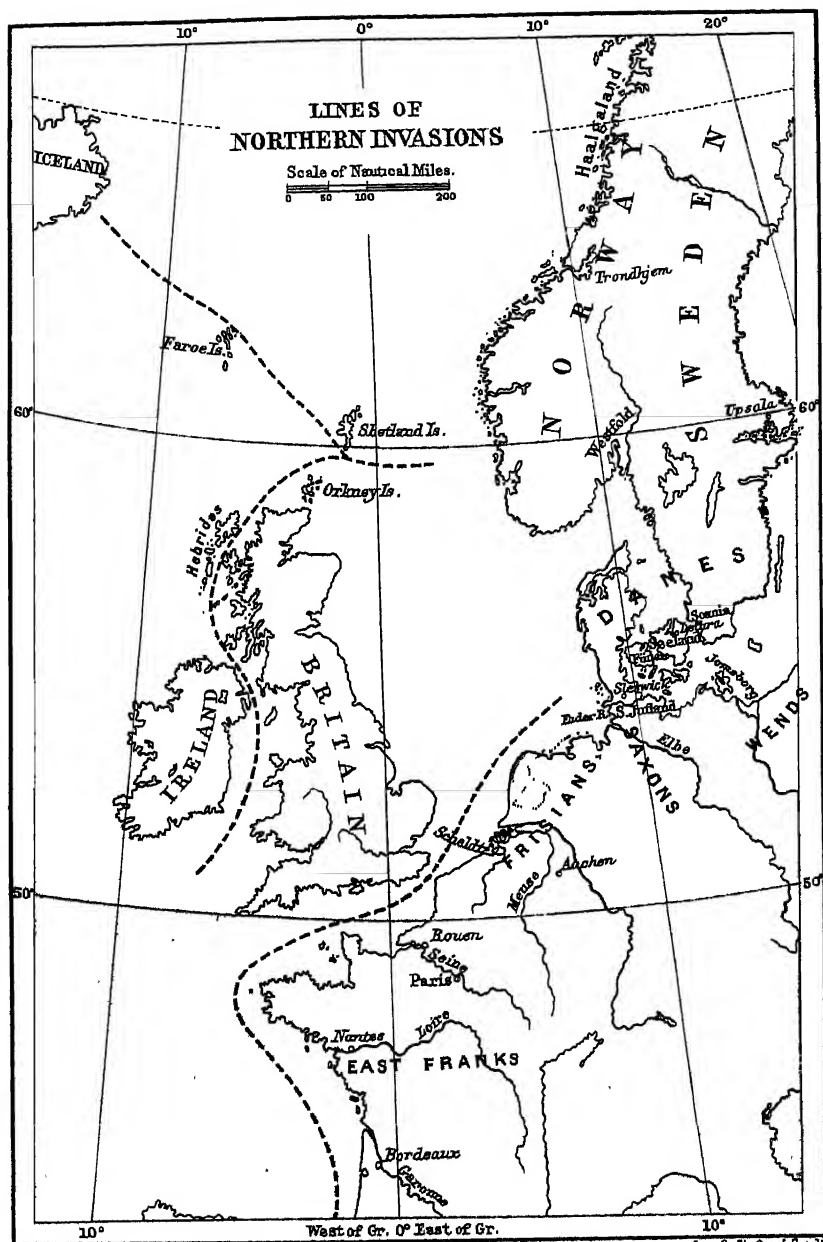 10° 0° 10° 20°
LINES OF
NORTHERN INVASIONS
Scale of Nautical Miles.
0 50 100 200
ICELAND
Haalgaland
NORWAY
SWEDEN
Trondhjem
Faroe Is.
60°
Shetland Is.
Westfold
Upsala
60°
Orkney Is.
Hebrides
DANES
Scania
Lethra
Seeland
Funen
Jomsborg
Sleswick
Eider R.
S. Jutland
WENDS
BRITAIN
IRELAND
Elbe
SAXONS
FRISIANS
Scheldt
Aachen
Meuse
50°
50°
Rouen
Seine
Paris
Nantes
Loire
EAST FRANKS
Bordeaux
Garonne
10° West of Gr. 0° East of Gr. 10°